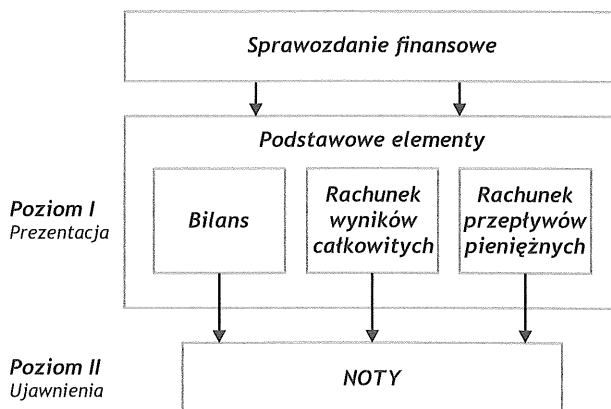 Sprawozdanie finansowe
Podstawowe elementy
Poziom I
Prezentacja
Bilans
Rachunek
wyników
całkowitych
Rachunek
przepływów
pieniężnych
Poziom II
Ujawnienia
NOTY